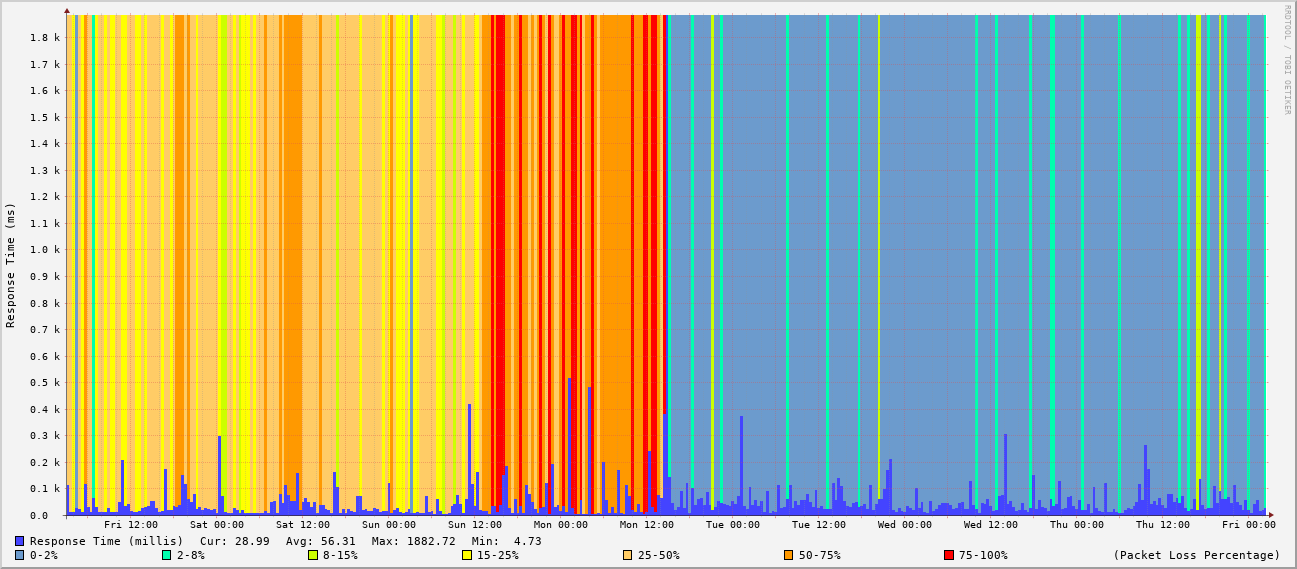 1.8 k
1.7 k
1.6 k
1.5 k
1.4 k
1.3 k
1.2 k
1.1 k
1.0 k
0.9 k
0.8 k
0.7 k
0.6 k
0.5 k
0.4 k
0.3 k
0.2 k
0.1 k
0.0
Response Time (ms)
RRDTOOL / TOBI OETIKER
Fri 12:00 Sat 00:00 Sat 12:00 Sun 00:00 Sun 12:00 Mon 00:00 Mon 12:00 Tue 00:00 Tue 12:00 Wed 00:00 Wed 12:00 Thu 00:00 Thu 12:00 Fri 00:00
Response Time (millis) Cur: 28.99 Avg: 56.31 Max: 1882.72 Min: 4.73
0-2% 2-8% 8-15% 15-25% 25-50% 50-75% 75-100% (Packet Loss Percentage)